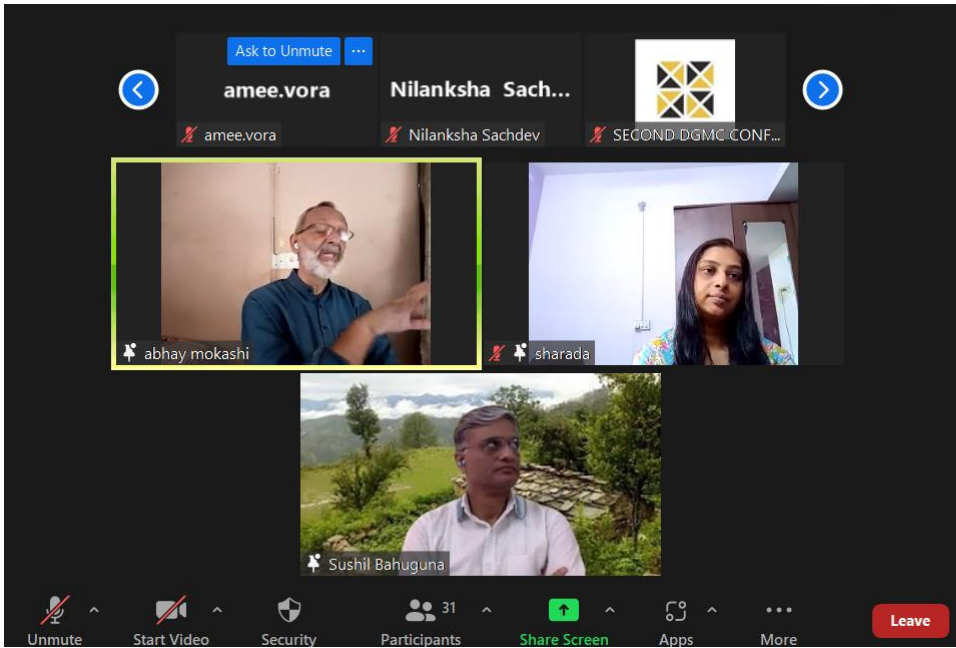 Ask to Unmute ...
amee.vora
Nilanksha Sach...
amee.vora
Nilanksha Sachdev
SECOND DGMC CONF...
abhay mokashi
sharada
Sushil Bahuguna
31
Unmute
Start Video
Security
Participants
Share Screen
Apps
More
Leave